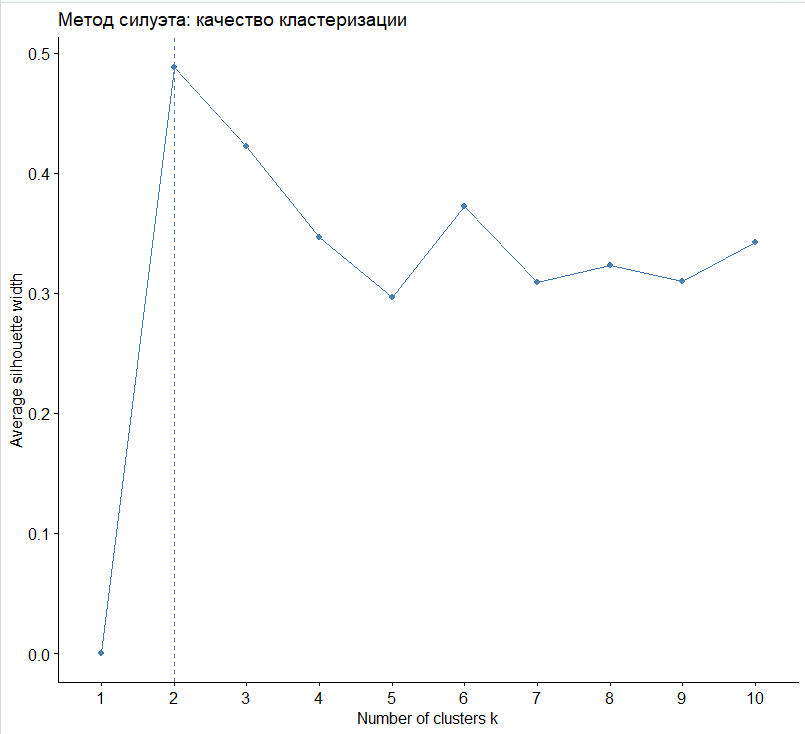 Метод силуэта: качество кластеризации
0.5
0.4
0.3
0.2
0.1
0.0
Average silhouette width
1 2 3 4 5 6 7 8 9 10
Number of clusters k